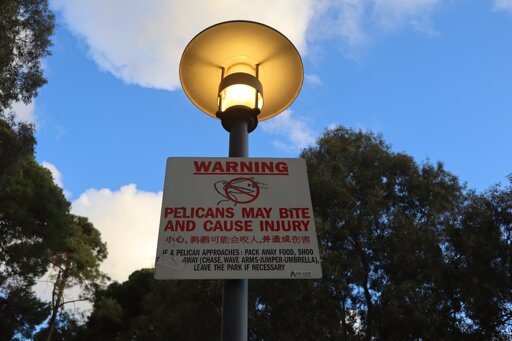 WARNING
PELICANS MAY BITE
AND CAUSE INJURY
小心，鹈鹕可能会咬人，并造成伤害
IF A PELICAN APPROACHES: PACK AWAY FOOD, SHOO
AWAY (CHASE, WAVE ARMS-JUMPER-UMBRELLA),
LEAVE THE PARK IF NECESSARY